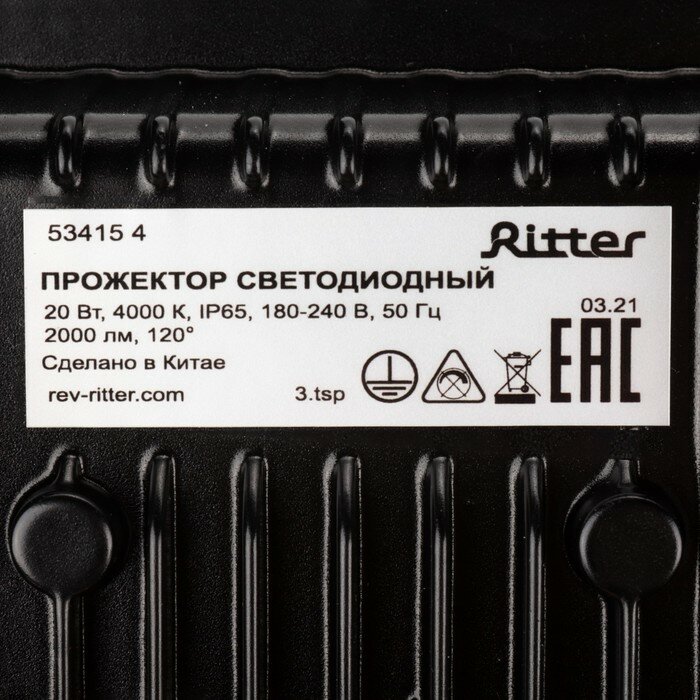 53415 4
Ritter
ПРОЖЕКТОР СВЕТОДИОДНЫЙ
20 Вт, 4000 К, IP65, 180-240 В, 50 Гц
03.21
2000 лм, 120°
Сделано в Китае
EAC
rev-ritter.com
3.tsp